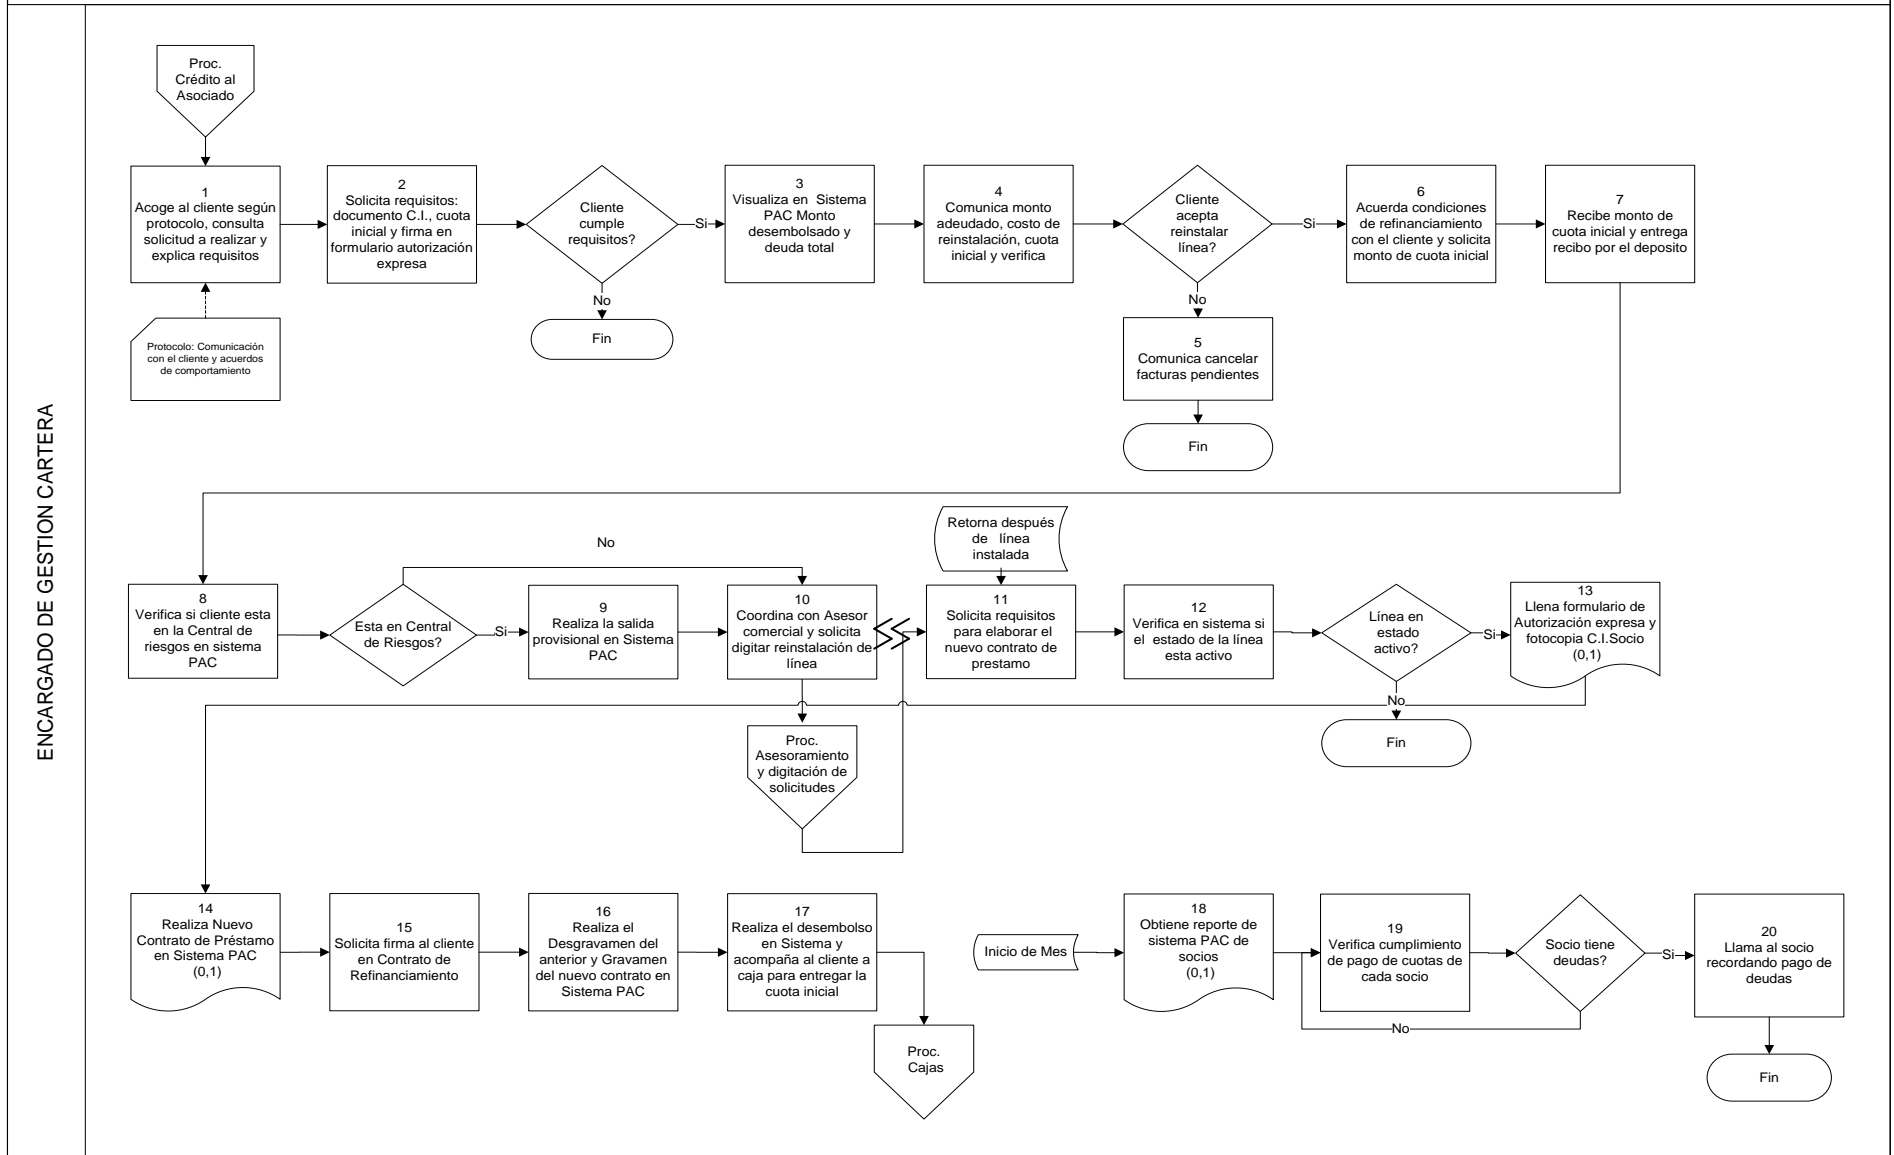 ENCARGADO DE GESTION CARTERA
Proc.
Crédito al
Asociado
1
Acoge al cliente según
protocolo, consulta
solicitud a realizar y
explica requisitos
Protocolo: Comunicación
con el cliente y acuerdos
de comportamiento
2
Solicita requisitos:
documento C.I., cuota
inicial y firma en
formulario autorización
expresa
Cliente
cumple
requisitos?
Si
No
Fin
3
Visualiza en Sistema
PAC Monto
desembolsado y
deuda total
4
Comunica monto
adeudado, costo de
reinstalación, cuota
inicial y verifica
Cliente
acepta
reinstalar
línea?
Si
No
5
Comunica cancelar
facturas pendientes
Fin
6
Acuerda condiciones
de refinanciamiento
con el cliente y solicita
monto de cuota inicial
7
Recibe monto de
cuota inicial y entrega
recibo por el deposito
8
Verifica si cliente esta
en la Central de
riesgos en sistema
PAC
Esta en Central
de Riesgos?
No
Si
9
Realiza la salida
provisional en Sistema
PAC
10
Coordina con Asesor
comercial y solicita
digitar reinstalación de
línea
Proc.
Asesoramiento
y digitación de
solicitudes
Retorna después
de línea
instalada
11
Solicita requisitos
para elaborar el
nuevo contrato de
prestamo
12
Verifica en sistema si
el estado de la línea
esta activo
Línea en
estado
activo?
Si
No
Fin
13
Llena formulario de
Autorización expresa y
fotocopia C.I.Socio
(0,1)
14
Realiza Nuevo
Contrato de Préstamo
en Sistema PAC
(0,1)
15
Solicita firma al cliente
en Contrato de
Refinanciamiento
16
Realiza el
Desgravamen del
anterior y Gravamen
del nuevo contrato en
Sistema PAC
17
Realiza el desembolso
en Sistema y
acompaña al cliente a
caja para entregar la
cuota inicial
Proc.
Cajas
Inicio de Mes
18
Obtiene reporte de
sistema PAC de
socios
(0,1)
19
Verifica cumplimiento
de pago de cuotas de
cada socio
Socio tiene
deudas?
Si
No
20
Llama al socio
recordando pago de
deudas
Fin